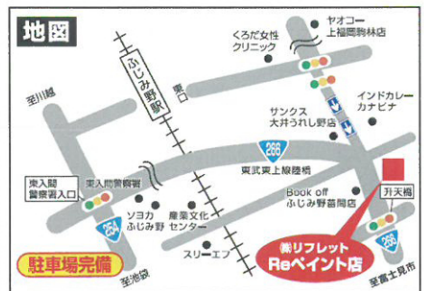 地図
くろだ女性
クリニック
ヤオコー
上福岡駒林店
ふじみ野駅
東口
至川越
サンクス
大井うれし野店
インドカレー
カナピナ
266
東武東上線陸橋
東入間
警察署入口
東入間警察署
ソヨカ
ふじみ野
産業文化
センター
スリーエフ
Book off
ふじみ野苗間店
升天橋
254
266
駐車場完備
至池袋
㈱リフレット
Reペイント店
至富士見市